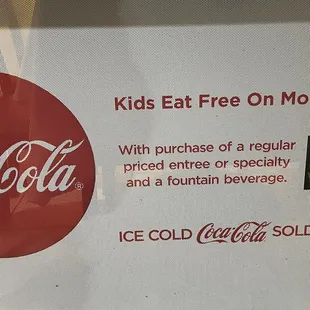 Cola®
Kids Eat Free On Mo
With purchase of a regular
priced entree or specialty
and a fountain beverage.
ICE COLD Coca-Cola SOLD